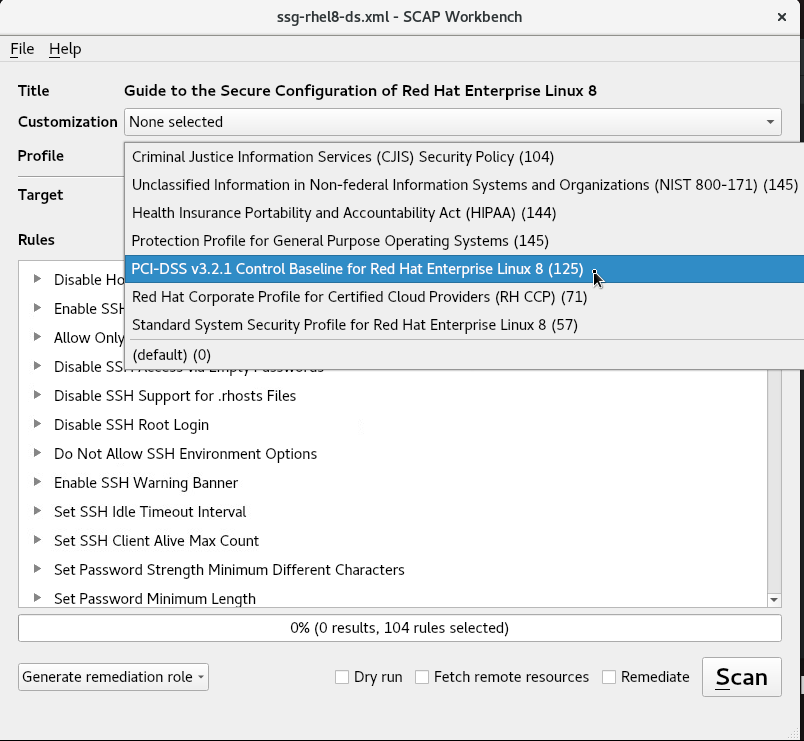 ssg-rhel8-ds.xml - SCAP Workbench
File Help
Title Guide to the Secure Configuration of Red Hat Enterprise Linux 8
Customization None selected
Profile
Criminal Justice Information Services (CJIS) Security Policy (104)
Unclassified Information in Non-federal Information Systems and Organizations (NIST 800-171) (145)
Target
Health Insurance Portability and Accountability Act (HIPAA) (144)
Protection Profile for General Purpose Operating Systems (145)
Rules
PCI-DSS v3.2.1 Control Baseline for Red Hat Enterprise Linux 8 (125)
Red Hat Corporate Profile for Certified Cloud Providers (RH CCP) (71)
Standard System Security Profile for Red Hat Enterprise Linux 8 (57)
(default) (0)
Disable Ho
Enable SSH
Allow Only
Disable SSH Access via Empty Passwords
Disable SSH Support for .rhosts Files
Disable SSH Root Login
Do Not Allow SSH Environment Options
Enable SSH Warning Banner
Set SSH Idle Timeout Interval
Set SSH Client Alive Max Count
Set Password Strength Minimum Different Characters
Set Password Minimum Length
0% (0 results, 104 rules selected)
Generate remediation role Dry run Fetch remote resources Remediate Scan